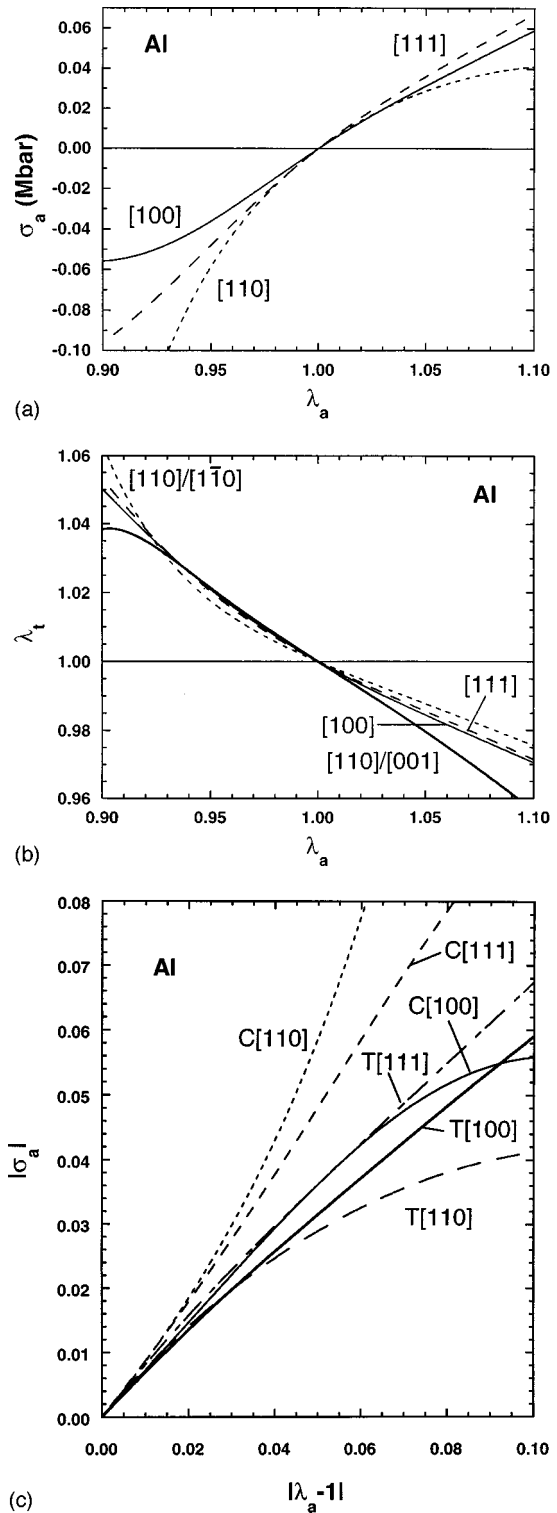 Al
[111]
[100]
[110]
σa (Mbar)
0.06
0.04
0.02
0.00
-0.02
-0.04
-0.06
-0.08
-0.10
0.90 0.95 1.00 1.05 1.10
λa
(a)
[110]/[11̄0]
Al
[111]
[100]
[110]/[001]
λt
1.06
1.04
1.02
1.00
0.98
0.96
0.90 0.95 1.00 1.05 1.10
λa
(b)
Al
C[111]
C[100]
C[110]
T[111]
T[100]
T[110]
|σa|
0.08
0.07
0.06
0.05
0.04
0.03
0.02
0.01
0.00
0.00 0.02 0.04 0.06 0.08 0.10
|λa-1|
(c)